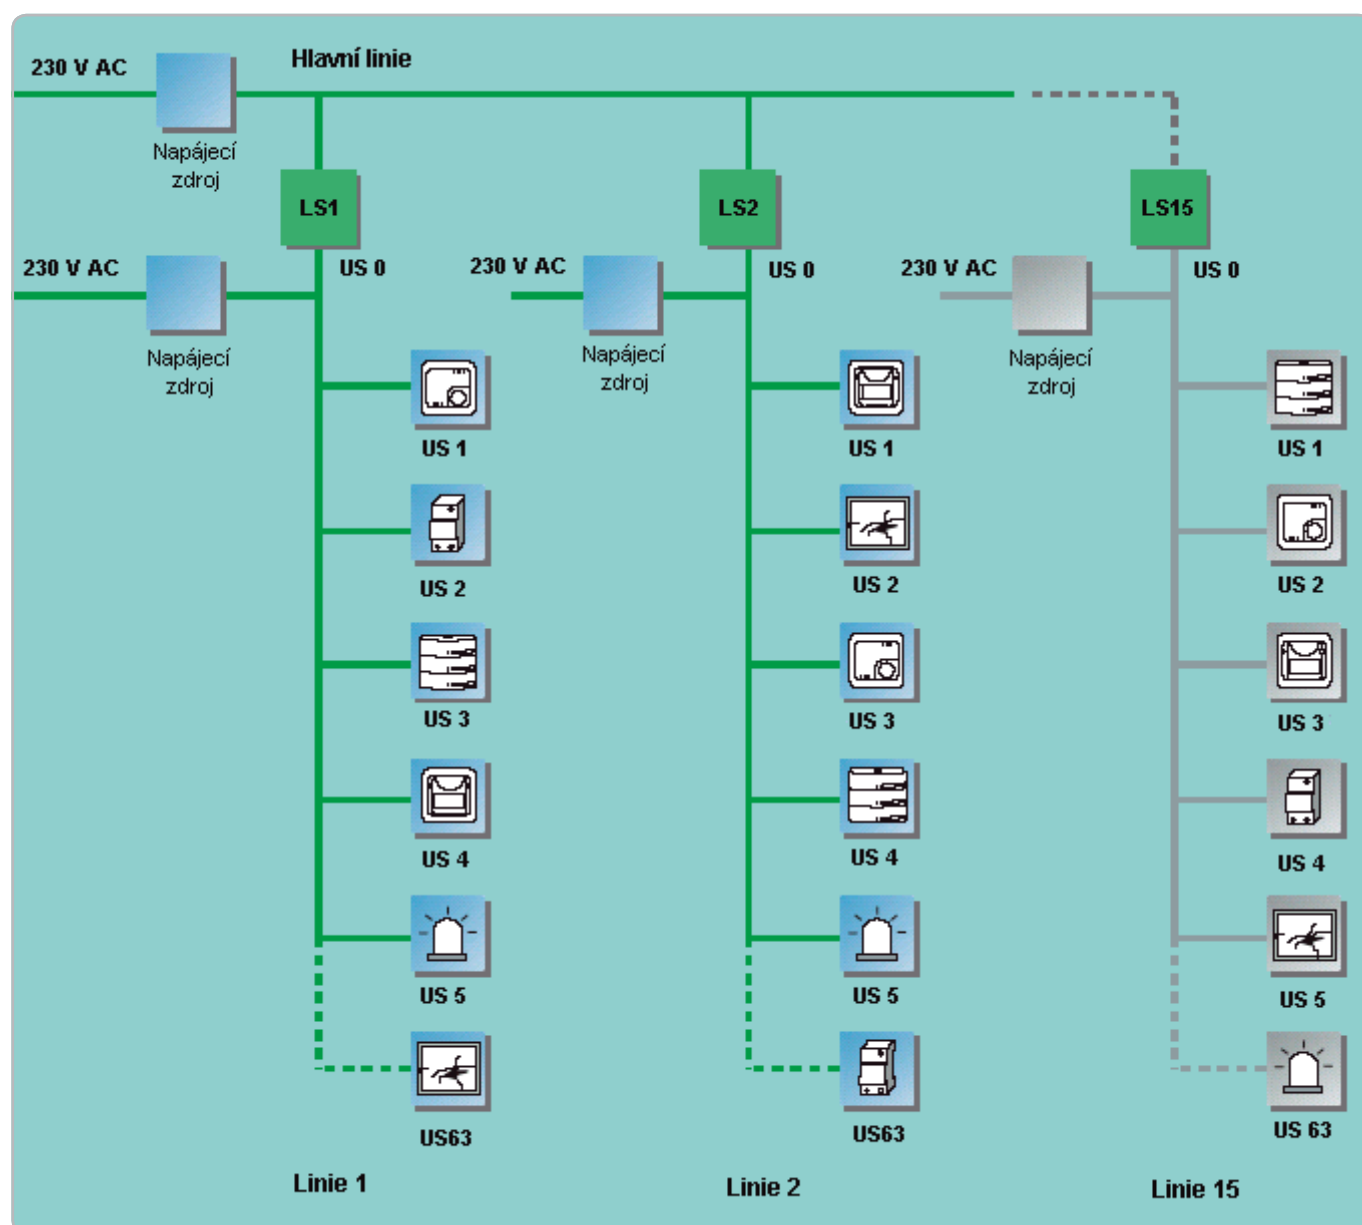 230 V AC
Hlavní linie
Napájecí
zdroj
LS1
LS2
LS15
230 V AC
US 0
230 V AC
US 0
230 V AC
US 0
Napájecí
zdroj
Napájecí
zdroj
Napájecí
zdroj
US 1
US 1
US 1
US 2
US 2
US 2
US 3
US 3
US 3
US 4
US 4
US 4
US 5
US 5
US 5
US63
US63
US 63
Linie 1
Linie 2
Linie 15